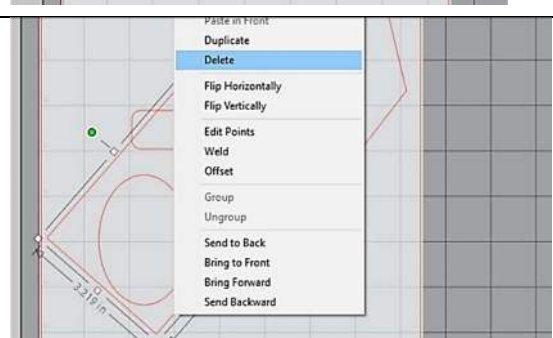 Paste in Front
Duplicate
Delete
Flip Horizontally
Flip Vertically
Edit Points
Weld
Offset
Group
Ungroup
Send to Back
Bring to Front
Bring Forward
Send Backward
3.219 in